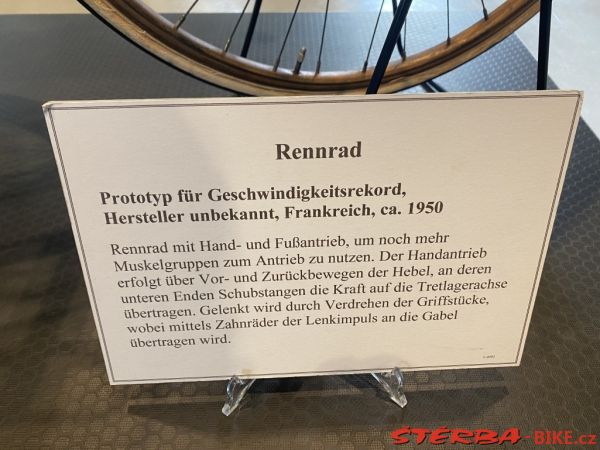 Rennrad
Prototyp für Geschwindigkeitsrekord,
Hersteller unbekannt, Frankreich, ca. 1950
Rennrad mit Hand- und Fußantrieb, um noch mehr
Muskelgruppen zum Antrieb zu nutzen. Der Handantrieb
erfolgt über Vor- und Zurückbewegen der Hebel, an deren
unteren Enden Schubstangen die Kraft auf die Tretlagerachse
übertragen. Gelenkt wird durch Verdrehen der Griffstücke,
wobei mittels Zahnräder der Lenkimpuls an die Gabel
übertragen wird.
STERBA-BIKE.cz